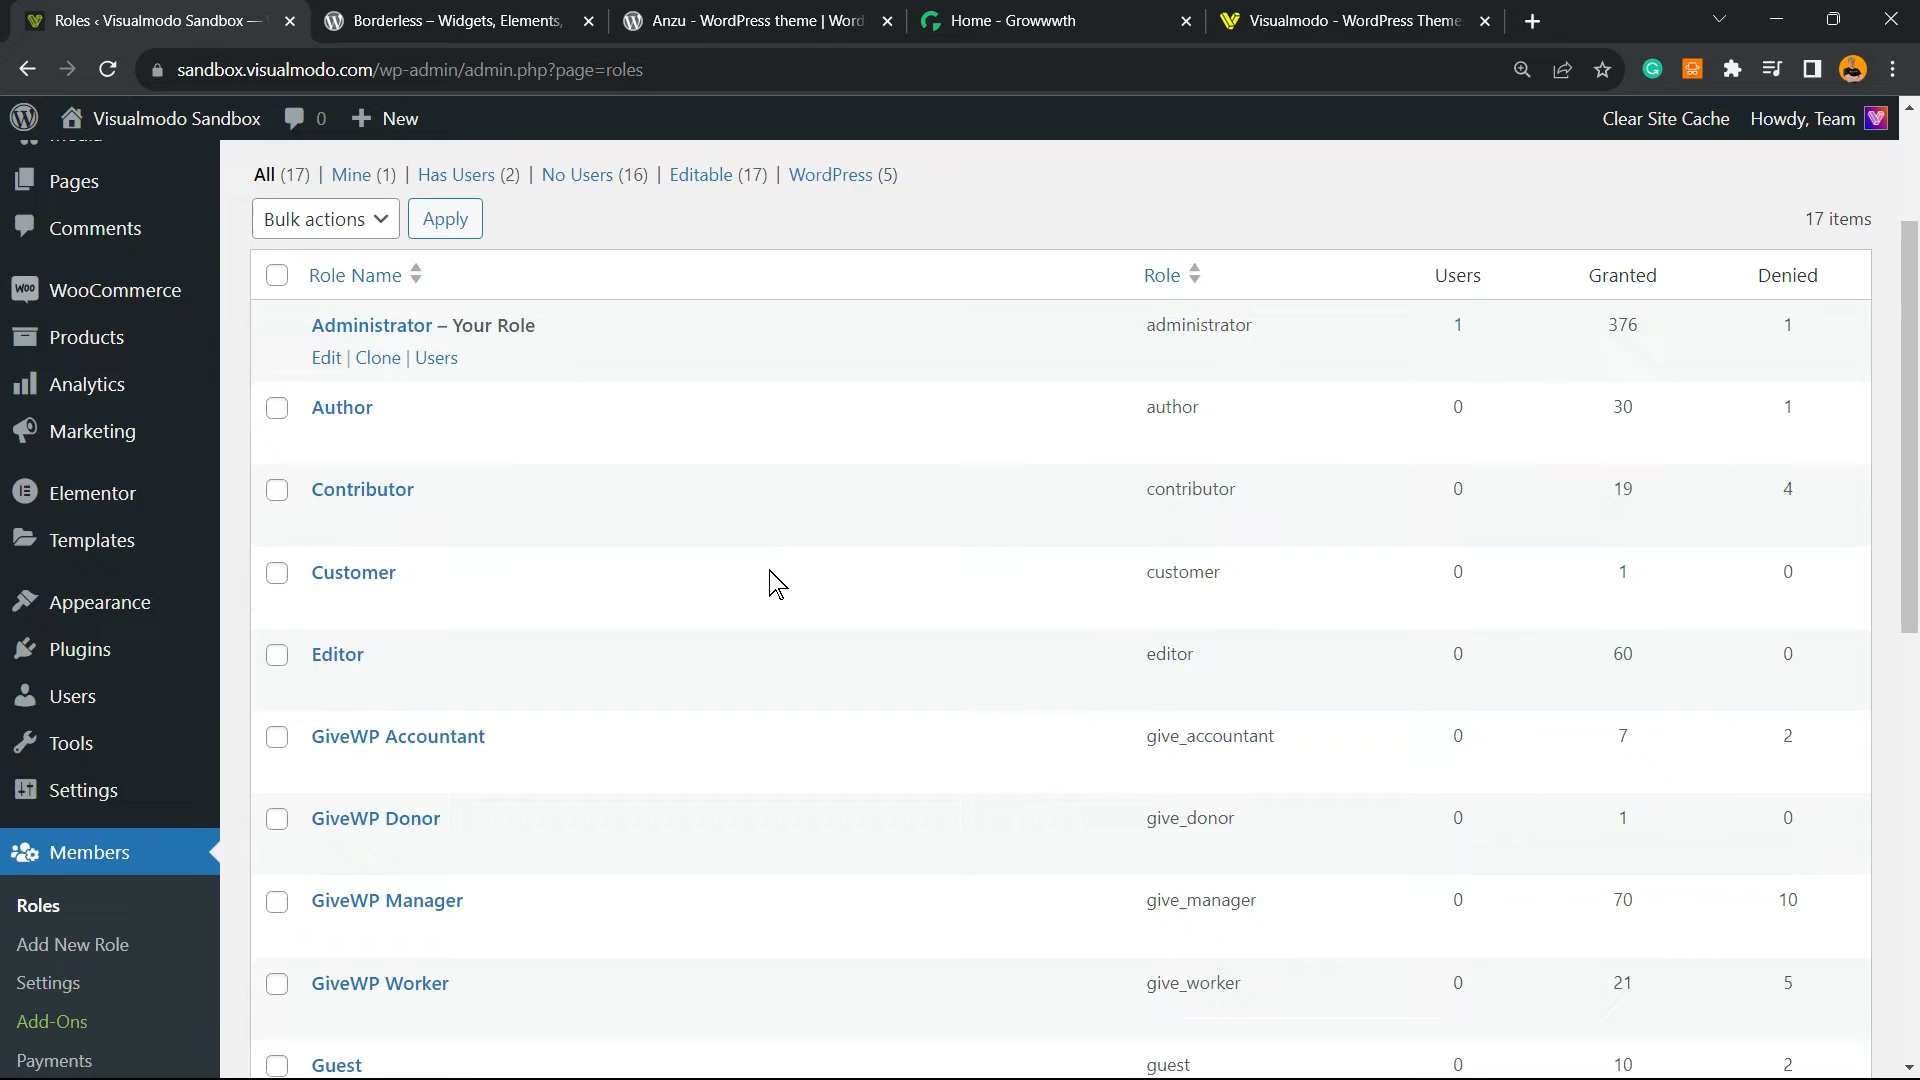 Roles ‹ Visualmodo Sandbox —
Borderless – Widgets, Elements,
Anzu - WordPress theme | Word
Home - Growwwth
Visualmodo - WordPress Theme
sandbox.visualmodo.com/wp-admin/admin.php?page=roles
Visualmodo Sandbox
0
New
Clear Site Cache
Howdy, Team
Pages
Comments
WooCommerce
Products
Analytics
Marketing
Elementor
Templates
Appearance
Plugins
Users
Tools
Settings
Members
Roles
Add New Role
Settings
Add-Ons
Payments
All (17) | Mine (1) | Has Users (2) | No Users (16) | Editable (17) | WordPress (5)
Bulk actions Apply
17 items
Role Name Role Users Granted Denied
Administrator – Your Role administrator 1 376 1
Edit | Clone | Users
Author author 0 30 1
Contributor contributor 0 19 4
Customer customer 0 1 0
Editor editor 0 60 0
GiveWP Accountant give_accountant 0 7 2
GiveWP Donor give_donor 0 1 0
GiveWP Manager give_manager 0 70 10
GiveWP Worker give_worker 0 21 5
Guest guest 0 10 2